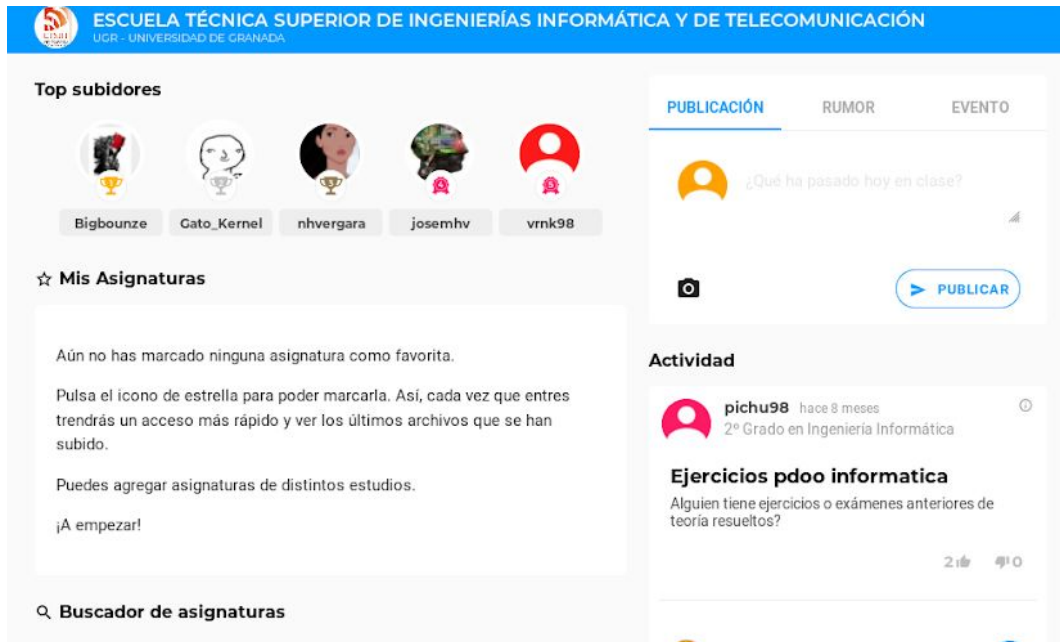 ESCUELA TÉCNICA SUPERIOR DE INGENIERÍAS INFORMÁTICA Y DE TELECOMUNICACIÓN
UGR - UNIVERSIDAD DE GRANADA
Top subidores
Bigbounze
Gato_Kernel
nhvergara
josemhv
vrnk98
Mis Asignaturas
Aún no has marcado ninguna asignatura como favorita.
Pulsa el icono de estrella para poder marcarla. Así, cada vez que entres
trendrás un acceso más rápido y ver los últimos archivos que se han
subido.
Puedes agregar asignaturas de distintos estudios.
¡A empezar!
Buscador de asignaturas
PUBLICACIÓN
RUMOR
EVENTO
¿Qué ha pasado hoy en clase?
PUBLICAR
Actividad
pichu98 hace 8 meses
2º Grado en Ingeniería Informática
Ejercicios pdoo informatica
Alguien tiene ejercicios o exámenes anteriores de
teoría resueltos?
2 0